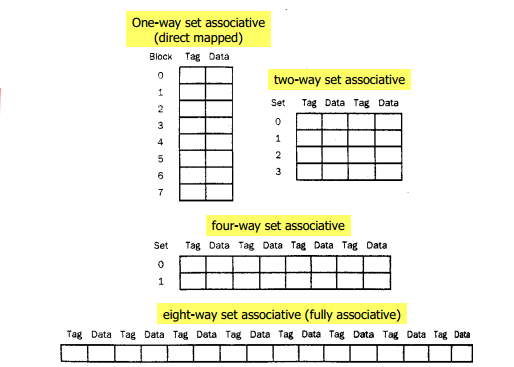 One-way set associative
(direct mapped)
Block Tag Data
0
1
2
3
4
5
6
7
two-way set associative
Set Tag Data Tag Data
0
1
2
3
four-way set associative
Set Tag Data Tag Data Tag Data Tag Data
0
1
eight-way set associative (fully associative)
Tag Data Tag Data Tag Data Tag Data Tag Data Tag Data Tag Data Tag Data